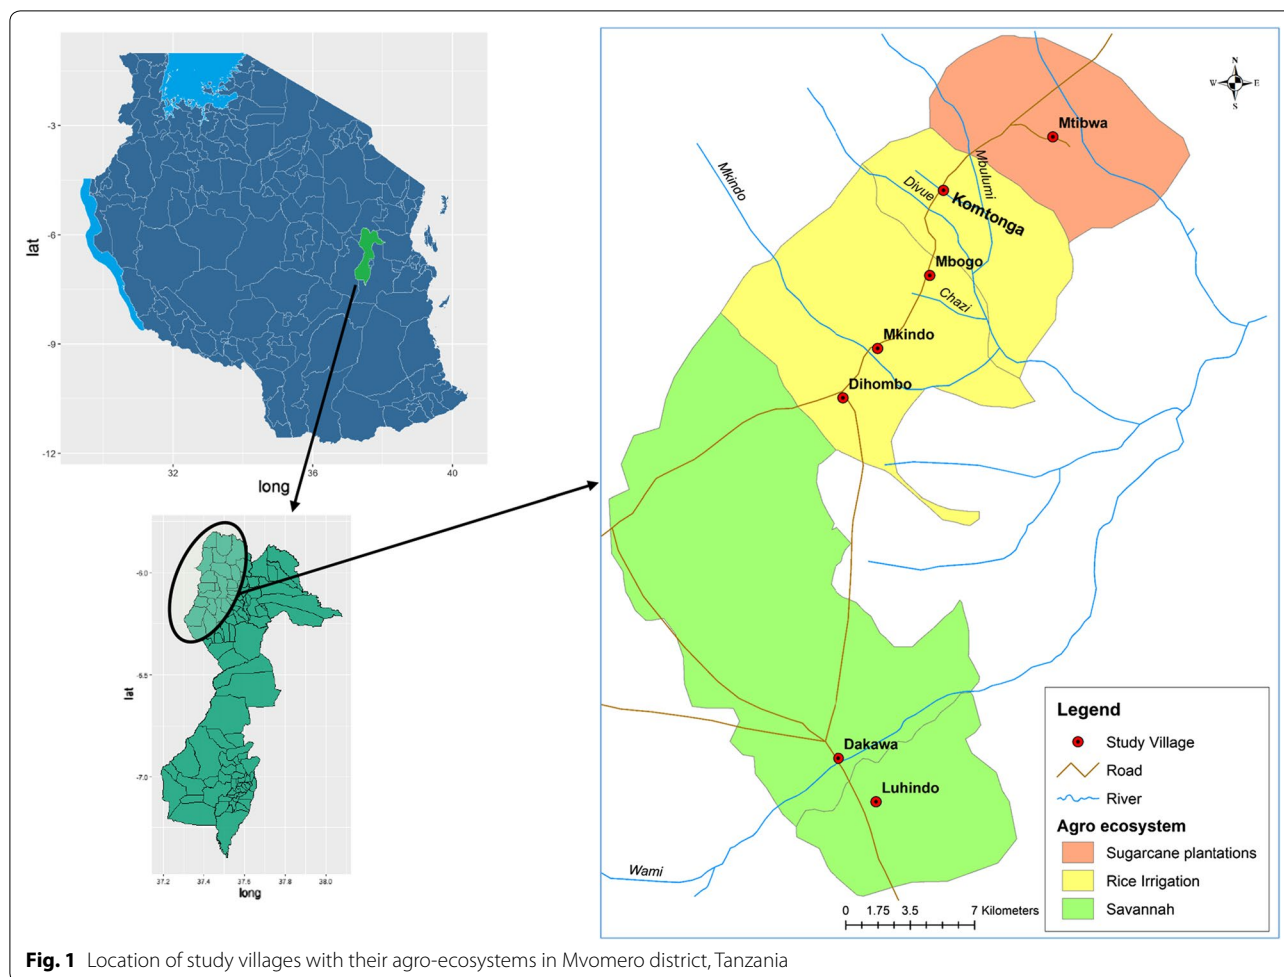 -3
-6
-9
-12
lat
32
36
40
long
-6.0
-6.5
-7.0
lat
37.2
37.4
37.6
37.8
38.0
long
N
W
E
S
Mtibwa
Mbulumi
Mkindo
Divue
Komtonga
Mbogo
Chazi
Mkindo
Dihombo
Dakawa
Luhindo
Wami
Legend
Study Village
Road
River
Agro ecosystem
Sugarcane plantations
Rice Irrigation
Savannah
0 1.75 3.5 7 Kilometers
Fig. 1 Location of study villages with their agro-ecosystems in Mvomero district, Tanzania